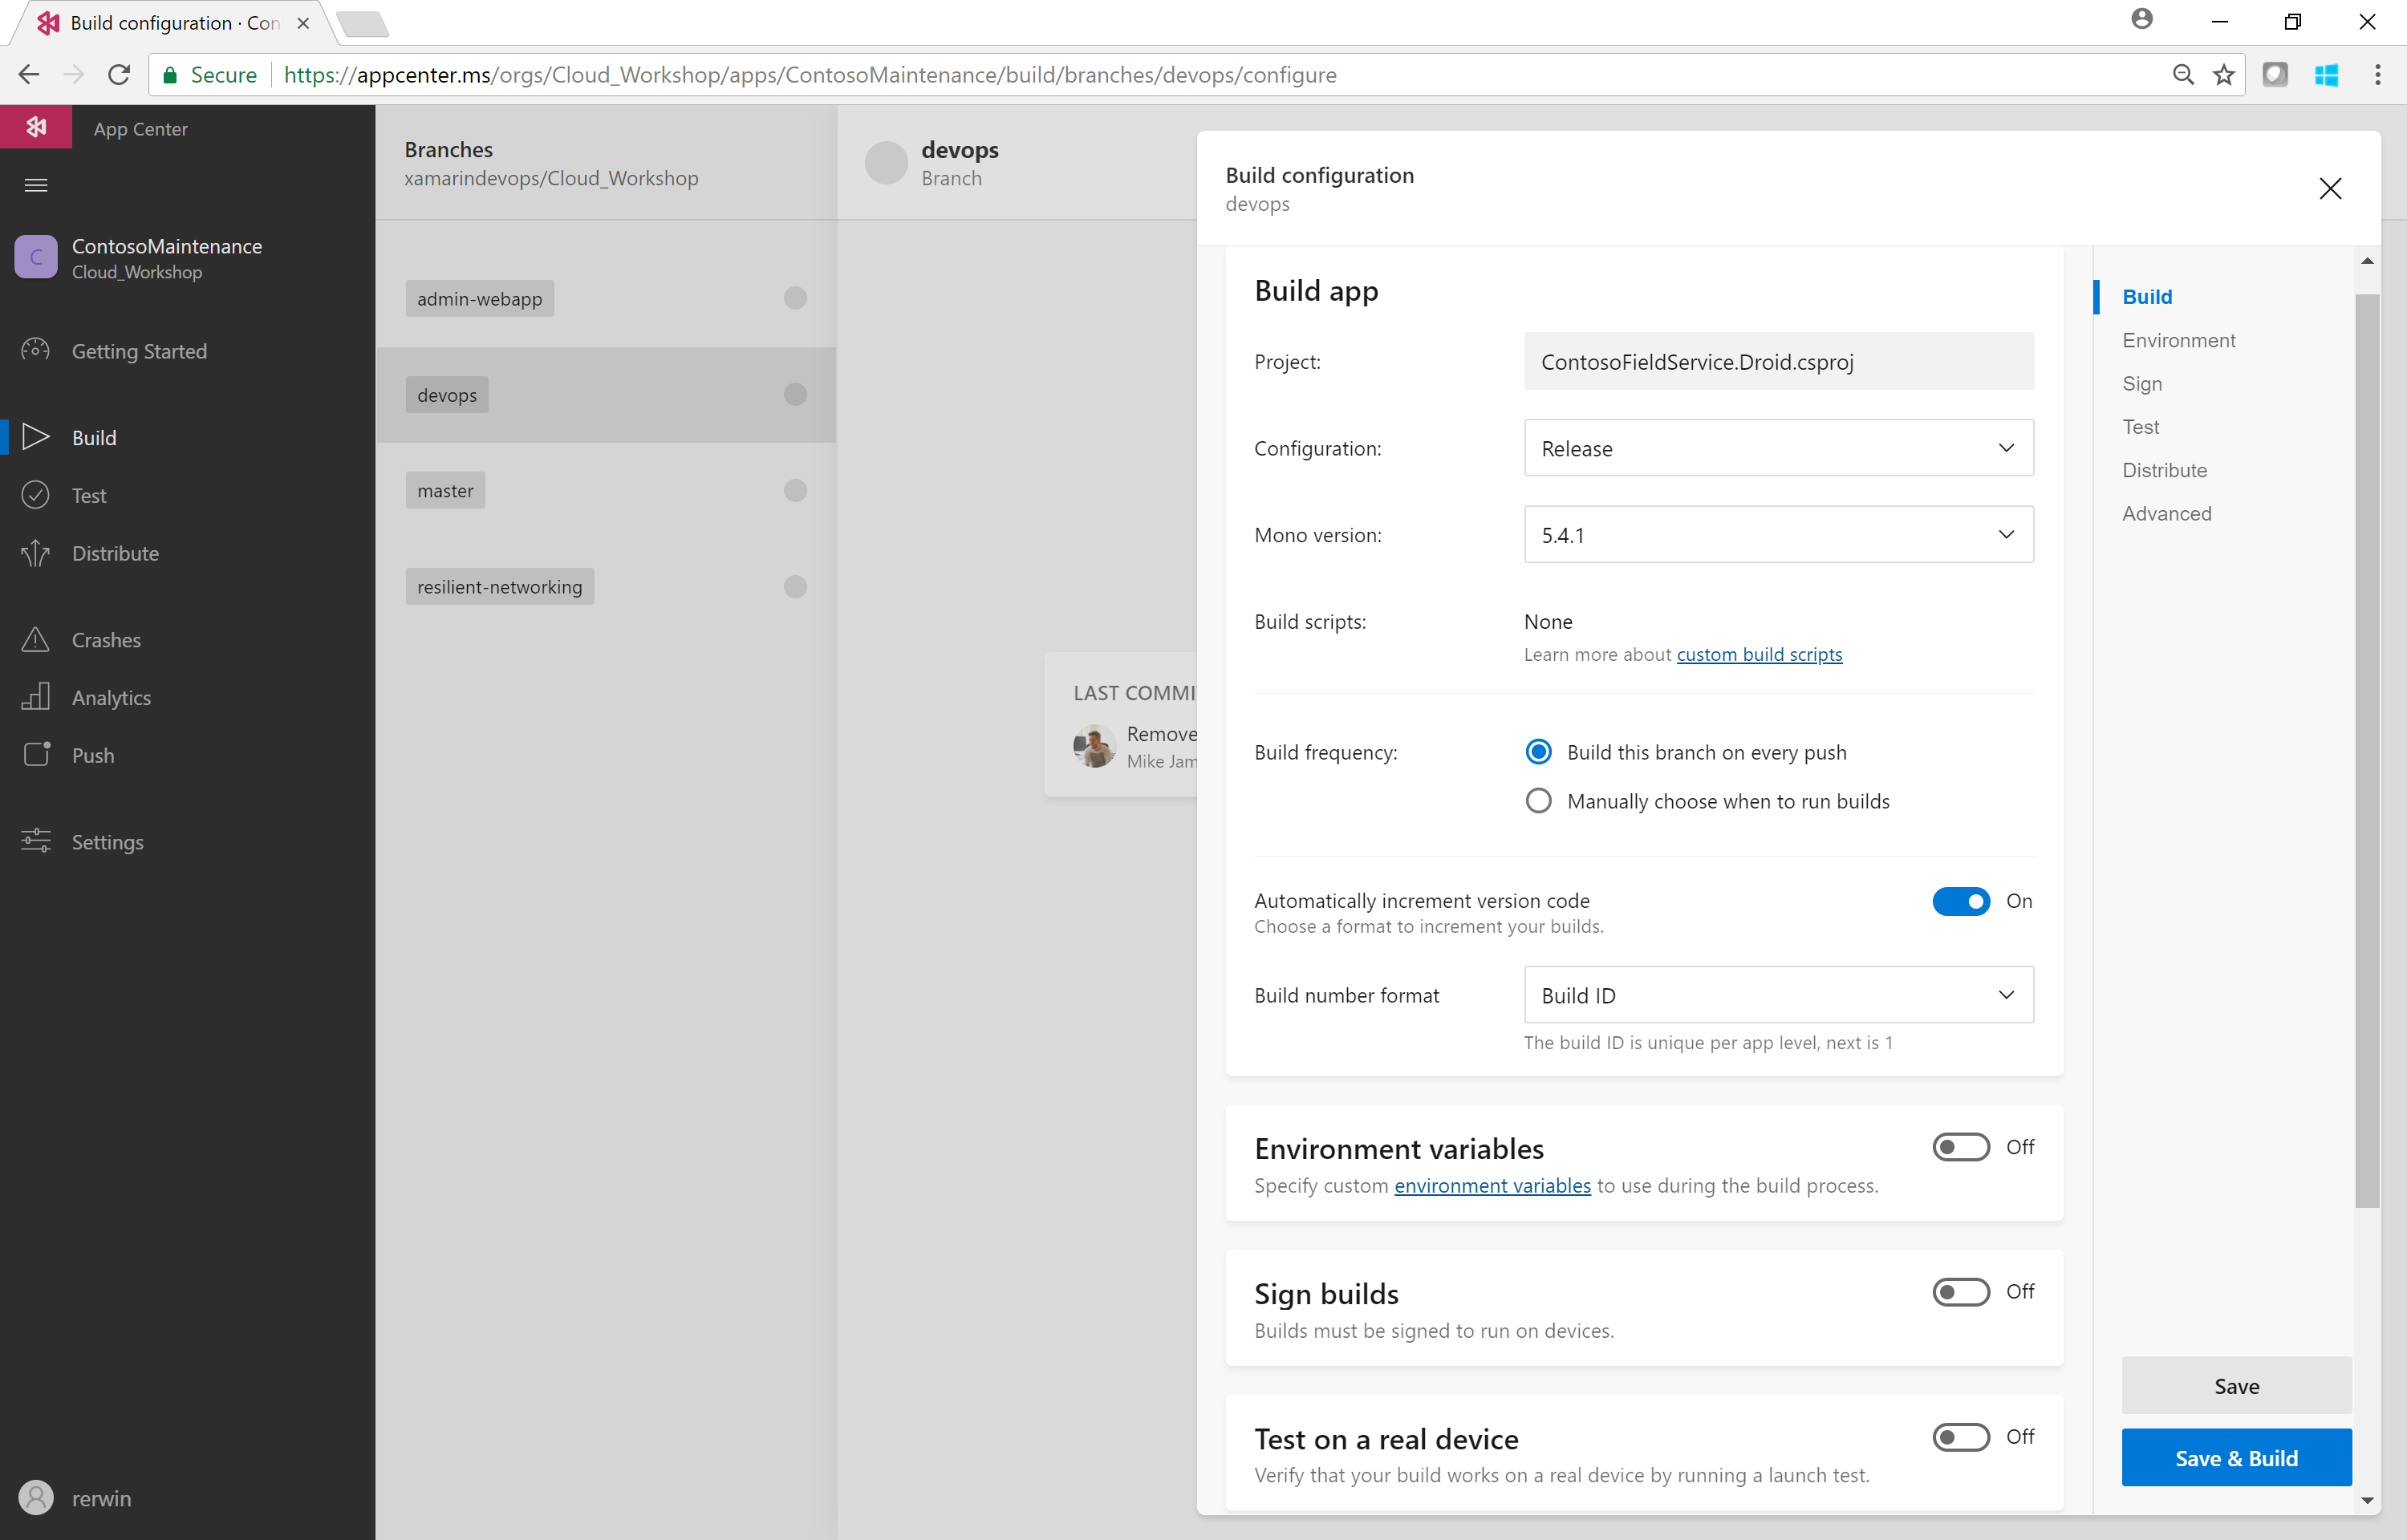 Build configuration · Con
Secure
https://appcenter.ms/orgs/Cloud_Workshop/apps/ContosoMaintenance/build/branches/devops/configure
App Center
C
ContosoMaintenance
Cloud_Workshop
Getting Started
Build
Test
Distribute
Crashes
Analytics
Push
Settings
rerwin
Branches
xamarindevops/Cloud_Workshop
admin-webapp
devops
master
resilient-networking
devops
Branch
LAST COMMI
Remove
Mike Jam
Build configuration
devops
Build app
Project:
ContosoFieldService.Droid.csproj
Configuration:
Release
Mono version:
5.4.1
Build scripts:
None
Learn more about custom build scripts
Build frequency:
Build this branch on every push
Manually choose when to run builds
Automatically increment version code
On
Choose a format to increment your builds.
Build number format
Build ID
The build ID is unique per app level, next is 1
Environment variables
Off
Specify custom environment variables to use during the build process.
Sign builds
Off
Builds must be signed to run on devices.
Test on a real device
Off
Verify that your build works on a real device by running a launch test.
Build
Environment
Sign
Test
Distribute
Advanced
Save
Save & Build